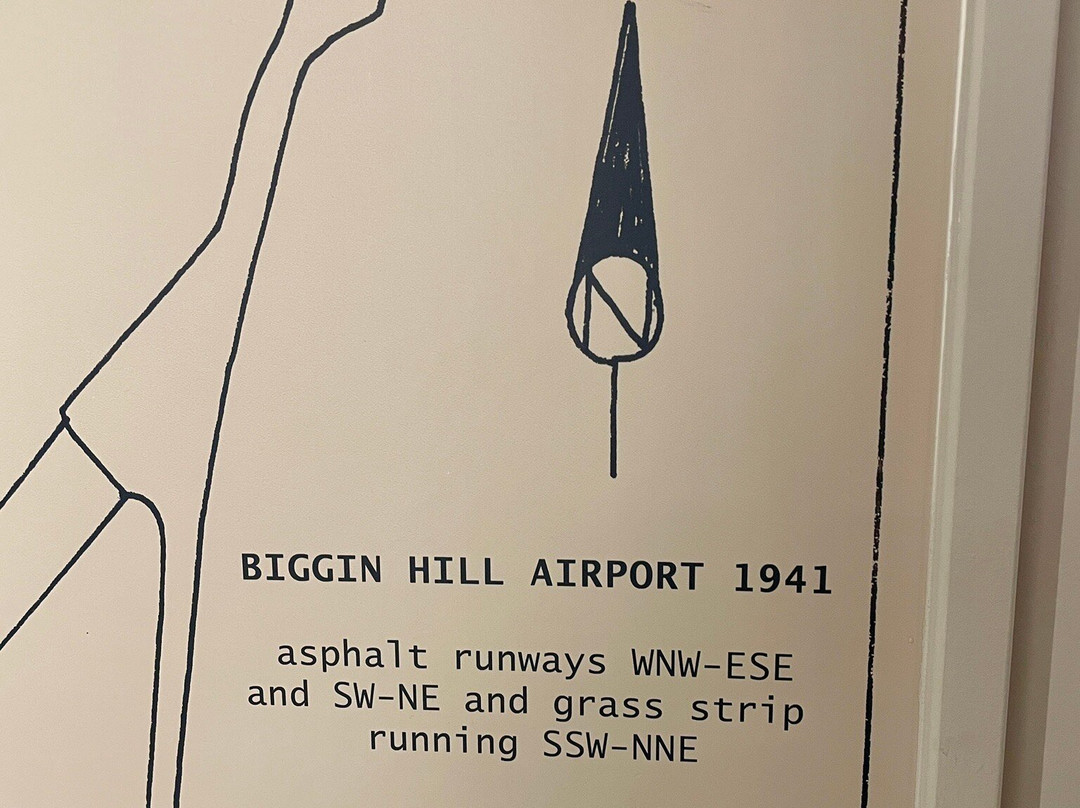 N
BIGGIN HILL AIRPORT 1941
asphalt runways WNW-ESE
and SW-NE and grass strip
running SSW-NNE